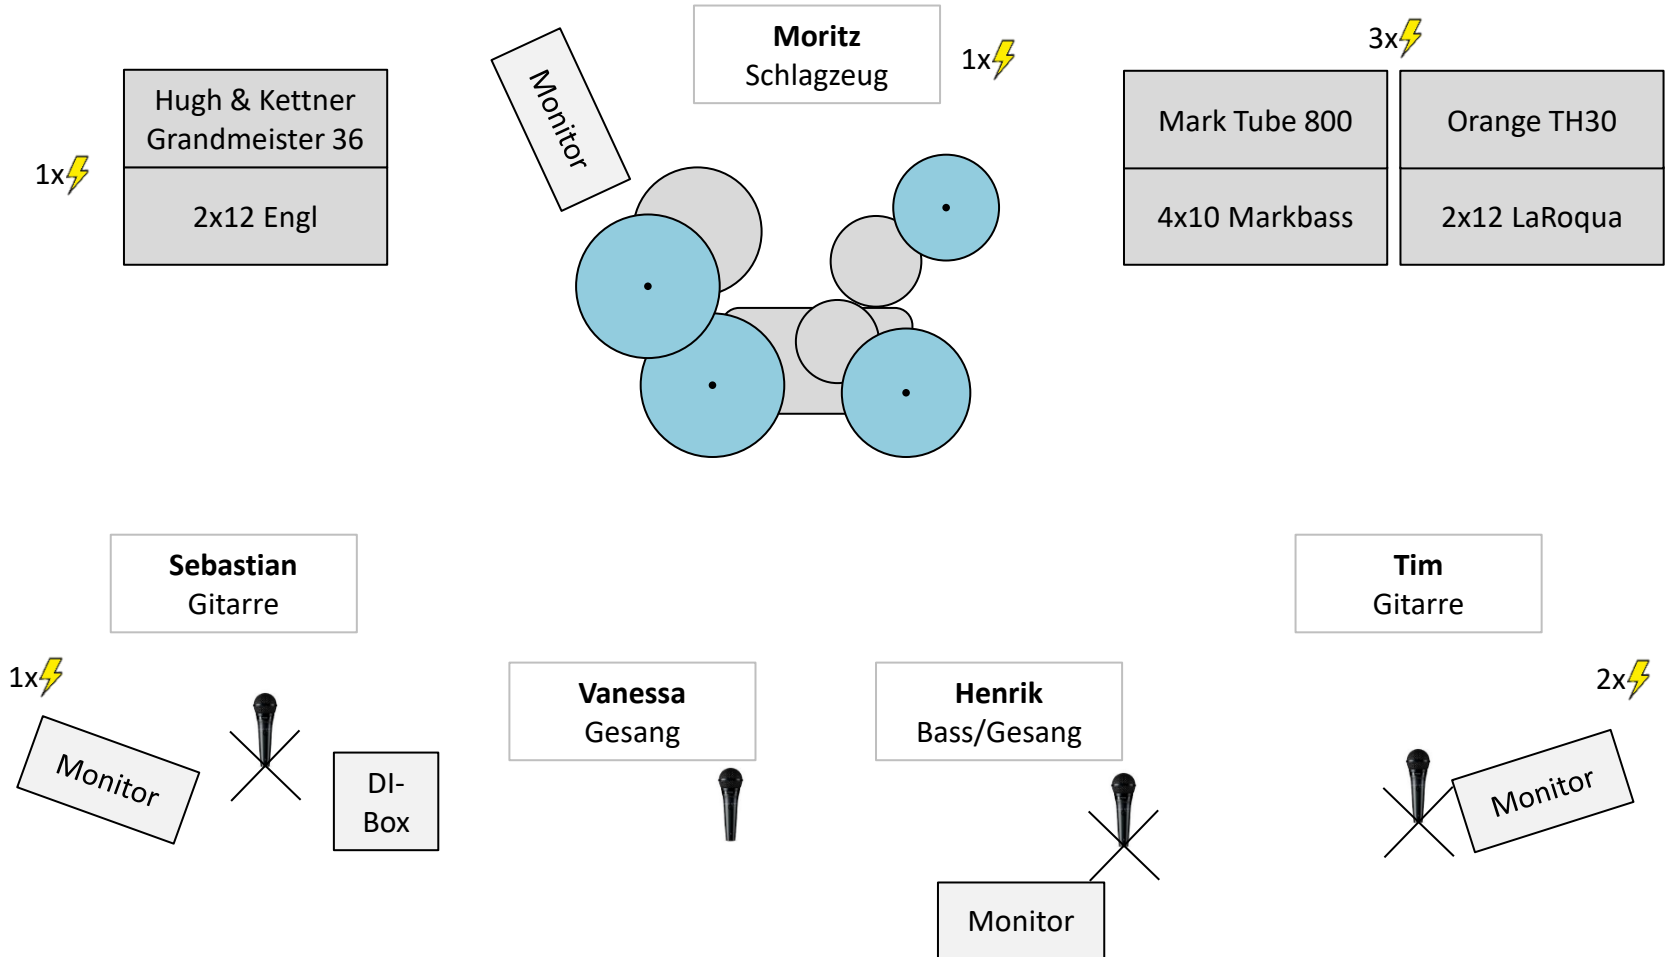 Moritz
Schlagzeug
1x
3x
Monitor
Hugh & Kettner
Grandmeister 36
2x12 Engl
1x
Mark Tube 800
4x10 Markbass
Orange TH30
2x12 LaRoqua
Sebastian
Gitarre
Tim
Gitarre
1x
Vanessa
Gesang
Henrik
Bass/Gesang
2x
Monitor
DI-
Box
Monitor
Monitor